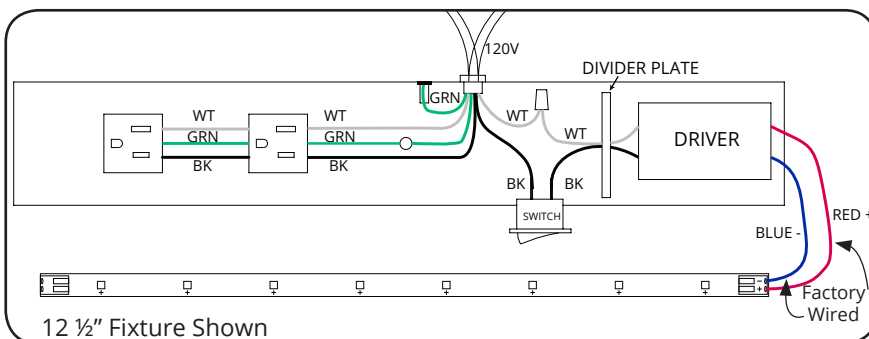 120V
DIVIDER PLATE
GRN
WT
WT
WT
WT
GRN
GRN
DRIVER
BK
BK
BK
BK
SWITCH
RED +
BLUE -
−
+
+ + + + + + + +
Factory
Wired
12 ½” Fixture Shown